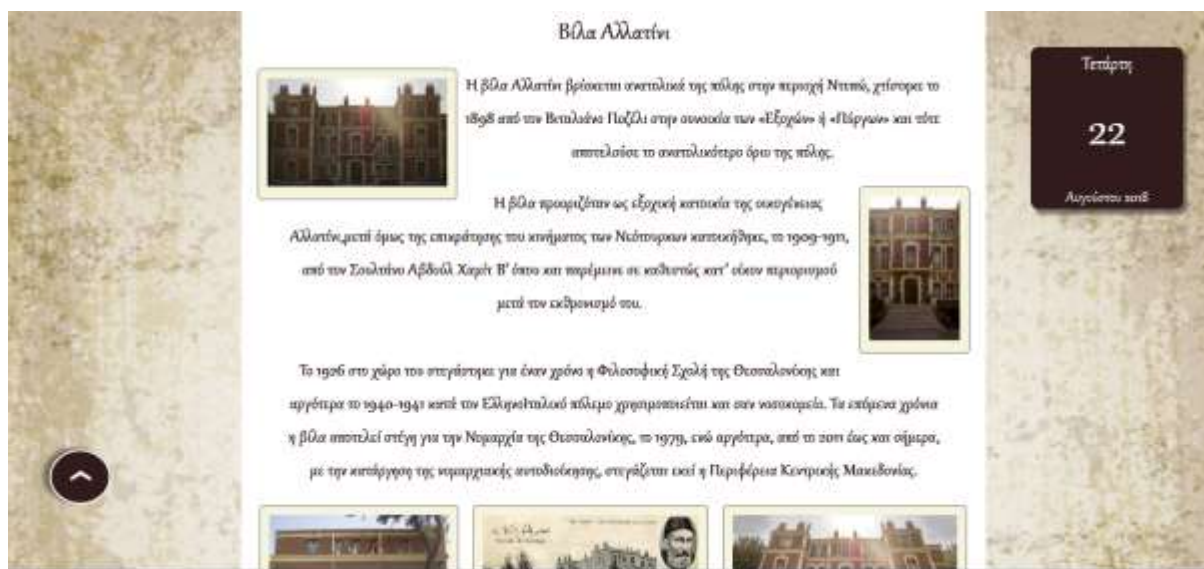 Βίλα Αλλατίνι
Η βίλα Αλλατίνι βρίσκεται ανατολικά της πόλης στην περιοχή Ντεπώ, χτίστηκε το
1898 από τον Βιταλιάνο Ποζέλι στην συνοικία των «Εξοχών» ή «Πύργων» και τότε
αποτελούσε το ανατολικότερο όριο της πόλης.
Η βίλα προοριζόταν ως εξοχική κατοικία της οικογένειας
Αλλατίνι,μετά όμως της επικράτησης του κινήματος των Νεότουρκων κατοικήθηκε, το 1909-1911,
από τον Σουλτάνο Αβδούλ Χαμίτ Β' όπου και παρέμεινε σε καθεστώς κατ' οίκον περιορισμού
μετά τον εκθρονισμό του.
Το 1926 στο χώρο του στεγάστηκε για έναν χρόνο η Φιλοσοφική Σχολή της Θεσσαλονίκης και
αργότερα το 1940-1941 κατά τον Ελληνοϊταλικό πόλεμο χρησιμοποιείται και σαν νοσοκομείο. Τα επόμενα χρόνια
η βίλα αποτελεί στέγη για την Νομαρχία της Θεσσαλονίκης, το 1979, ενώ αργότερα, από το 2011 έως και σήμερα,
με την κατάργηση της νομαρχιακής αυτοδιοίκησης, στεγάζεται εκεί η Περιφέρεια Κεντρικής Μακεδονίας.
Τετάρτη
22
Αυγούστου 2018